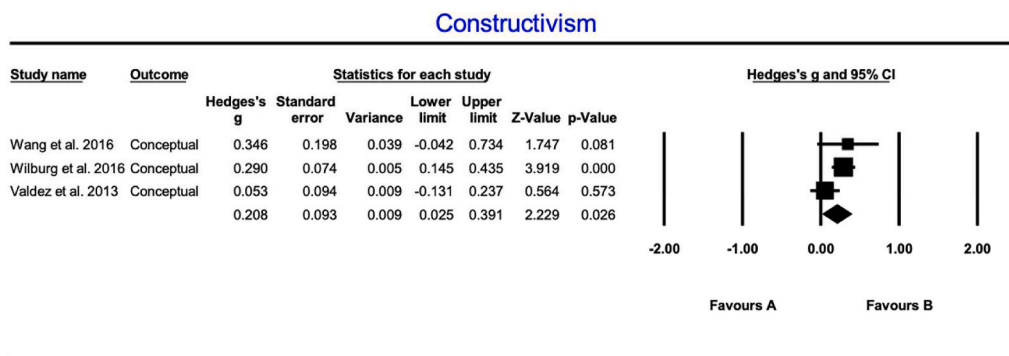 Constructivism
Study name Outcome Statistics for each study Hedges's g and 95% CI
Hedges's Standard Lower Upper
g error Variance limit limit Z-Value p-Value
Wang et al. 2016 Conceptual 0.346 0.198 0.039 -0.042 0.734 1.747 0.081
Wilburg et al. 2016 Conceptual 0.290 0.074 0.005 0.145 0.435 3.919 0.000
Valdez et al. 2013 Conceptual 0.053 0.094 0.009 -0.131 0.237 0.564 0.573
0.208 0.093 0.009 0.025 0.391 2.229 0.026
-2.00 -1.00 0.00 1.00 2.00
Favours A Favours B